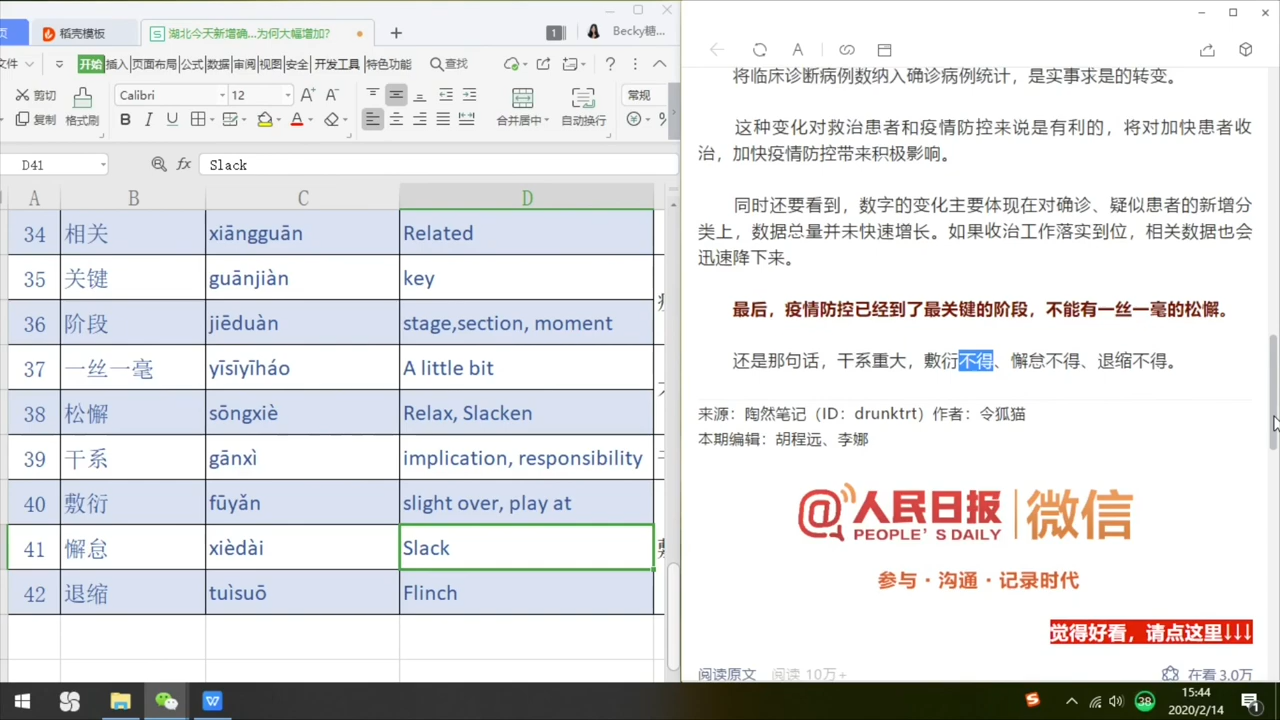 页
稻壳模板
湖北今天新增确...为何大幅增加?
1
Becky糖...
文件
开始 插入 页面布局 公式 数据 审阅 视图 安全 开发工具 特色功能
查找
剪切
Calibri
12
常规
复制
格式刷
合并居中
自动换行
D41
fx
Slack
A B C D
34 相关 xiāngguān Related
35 关键 guānjiàn key
36 阶段 jiēduàn stage,section, moment
37 一丝一毫 yīsīyīháo A little bit
38 松懈 sōngxiè Relax, Slacken
39 干系 gānxì implication, responsibility
40 敷衍 fūyǎn slight over, play at
41 懈怠 xièdài Slack
42 退缩 tuìsuō Flinch
将临床诊断病例数纳入确诊病例统计，是实事求是的转变。
这种变化对救治患者和疫情防控来说是有利的，将对加快患者收
治，加快疫情防控带来积极影响。
同时还要看到，数字的变化主要体现在对确诊、疑似患者的新增分
类上，数据总量并未快速增长。如果收治工作落实到位，相关数据也会
迅速降下来。
最后，疫情防控已经到了最关键的阶段，不能有一丝一毫的松懈。
还是那句话，干系重大，敷衍不得、懈怠不得、退缩不得。
来源：陶然笔记（ID：drunktrt）作者：令狐猫
本期编辑：胡程远、李娜
@人民日报 微信
PEOPLE'S DAILY
参与·沟通·记录时代
觉得好看，请点这里↓↓↓
阅读原文 阅读 10万+
在看 3.0万
38
15:44
2020/2/14
1